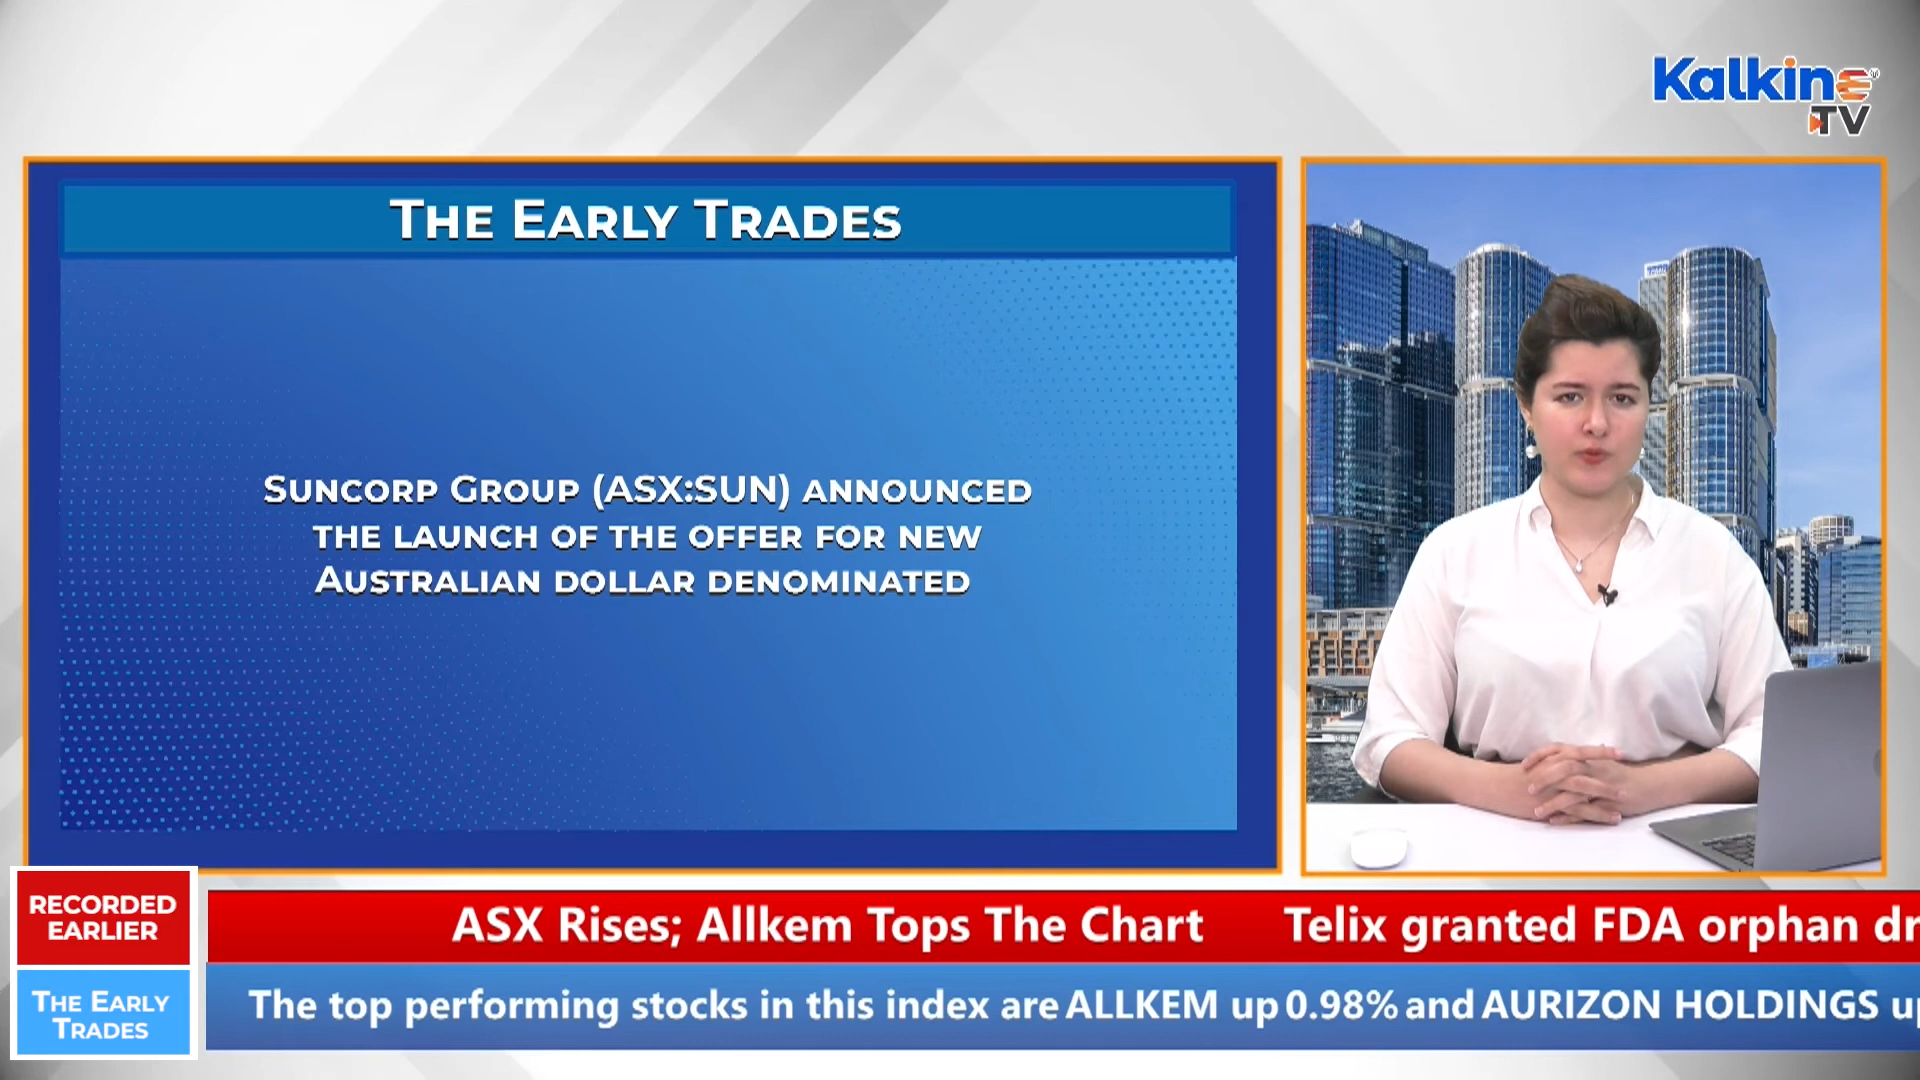 Kalkine
TV
The Early Trades
Suncorp Group (ASX:SUN) announced
the launch of the offer for new
Australian dollar denominated
RECORDED
EARLIER
ASX Rises; Allkem Tops The Chart Telix granted FDA orphan dr
The Early
Trades
The top performing stocks in this index are ALLKEM up 0.98% and AURIZON HOLDINGS up